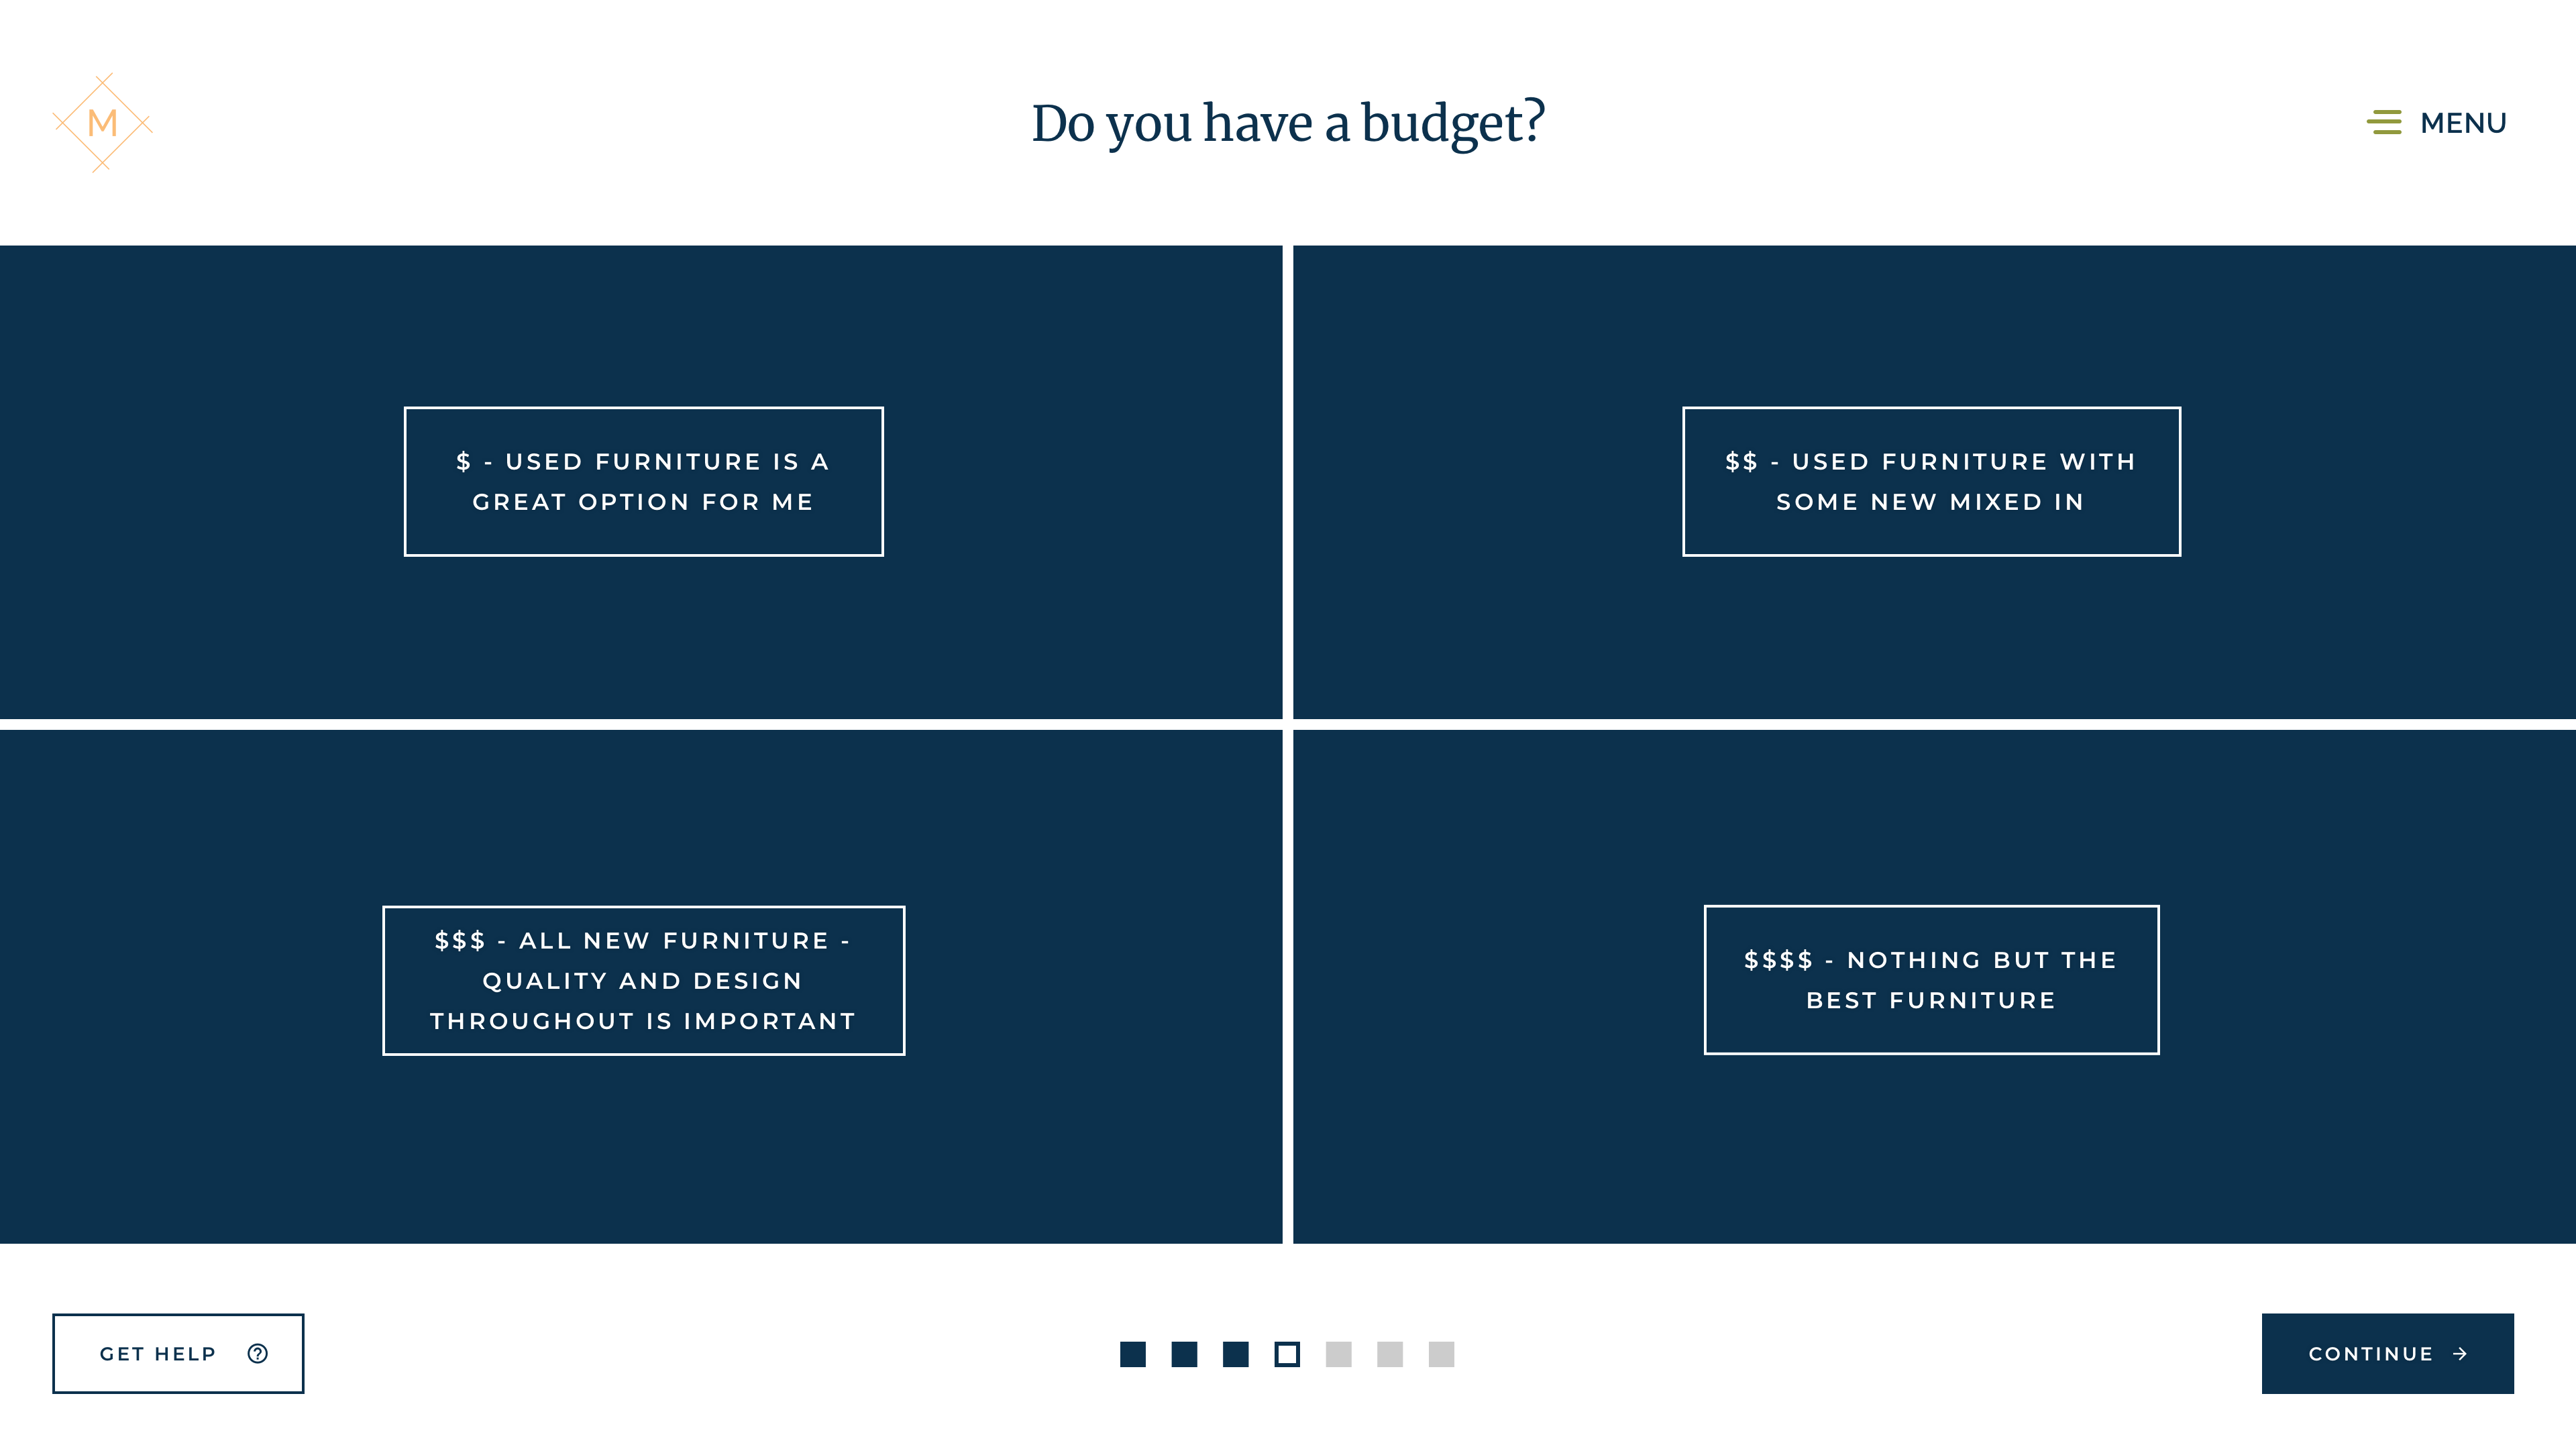 M
Do you have a budget?
MENU
$ - USED FURNITURE IS A
GREAT OPTION FOR ME
$$ - USED FURNITURE WITH
SOME NEW MIXED IN
$$$ - ALL NEW FURNITURE -
QUALITY AND DESIGN
THROUGHOUT IS IMPORTANT
$$$$ - NOTHING BUT THE
BEST FURNITURE
GET HELP ?
CONTINUE →